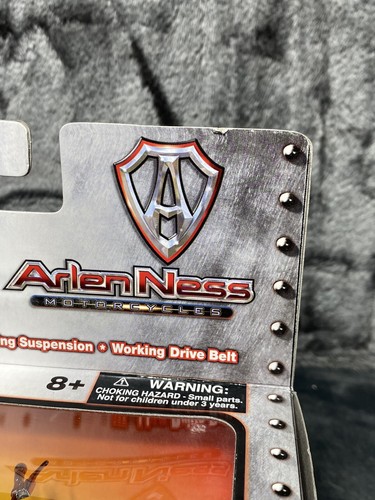 A
Arlen Ness
MOTORCYCLES
ng Suspension * Working Drive Belt
8+
WARNING:
CHOKING HAZARD - Small parts.
Not for children under 3 years.